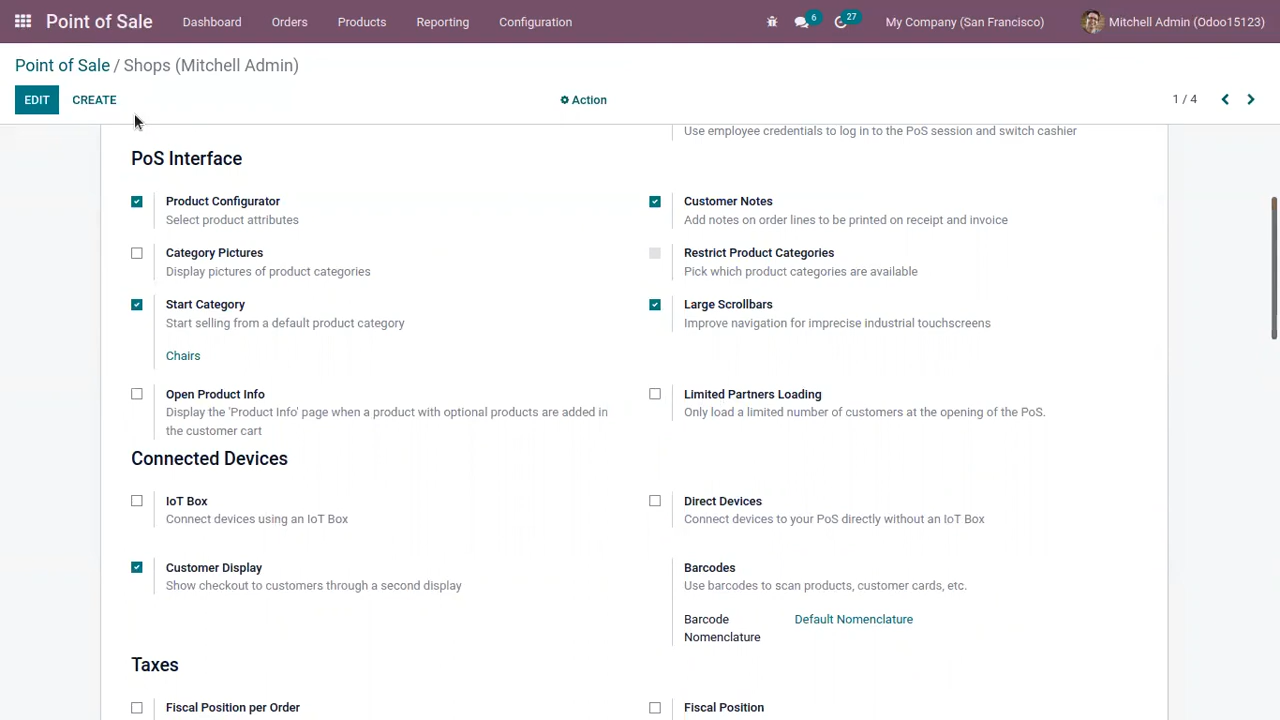 Point of Sale Dashboard Orders Products Reporting Configuration 6 27 My Company (San Francisco) Mitchell Admin (Odoo15123)
Point of Sale / Shops (Mitchell Admin)
EDIT CREATE Action 1 / 4
Use employee credentials to log in to the PoS session and switch cashier
PoS Interface
Product Configurator
Select product attributes
Customer Notes
Add notes on order lines to be printed on receipt and invoice
Category Pictures
Display pictures of product categories
Restrict Product Categories
Pick which product categories are available
Start Category
Start selling from a default product category
Chairs
Large Scrollbars
Improve navigation for imprecise industrial touchscreens
Open Product Info
Display the 'Product Info' page when a product with optional products are added in
the customer cart
Limited Partners Loading
Only load a limited number of customers at the opening of the PoS.
Connected Devices
IoT Box
Connect devices using an IoT Box
Direct Devices
Connect devices to your PoS directly without an IoT Box
Customer Display
Show checkout to customers through a second display
Barcodes
Use barcodes to scan products, customer cards, etc.
Barcode
Nomenclature
Default Nomenclature
Taxes
Fiscal Position per Order
Fiscal Position